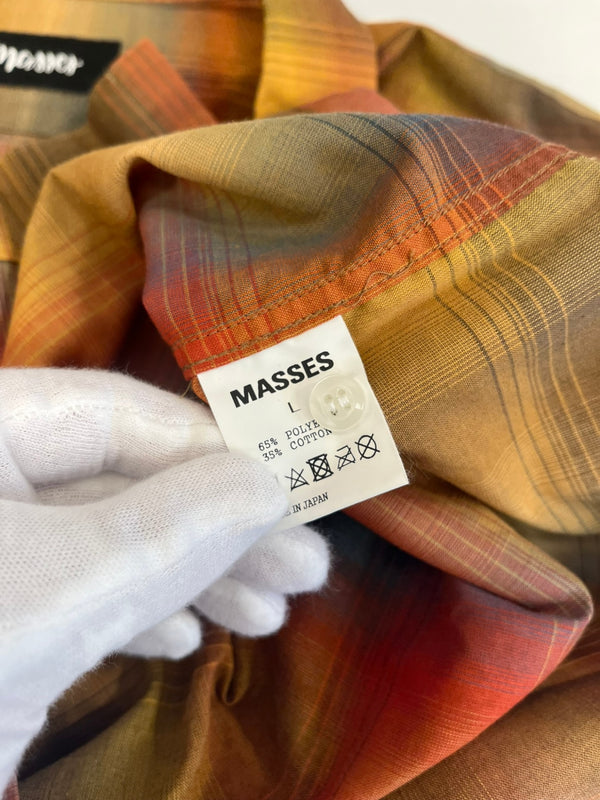 MASSES
L
65% POLYE
35% COTTON
E IN JAPAN